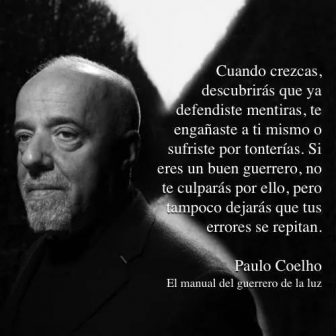 Cuando crezcas,
descubrirás que ya
defendiste mentiras, te
engañaste a ti mismo o
sufriste por tonterías. Si
eres un buen guerrero, no
te culparás por ello, pero
tampoco dejarás que tus
errores se repitan.
Paulo Coelho
El manual del guerrero de la luz